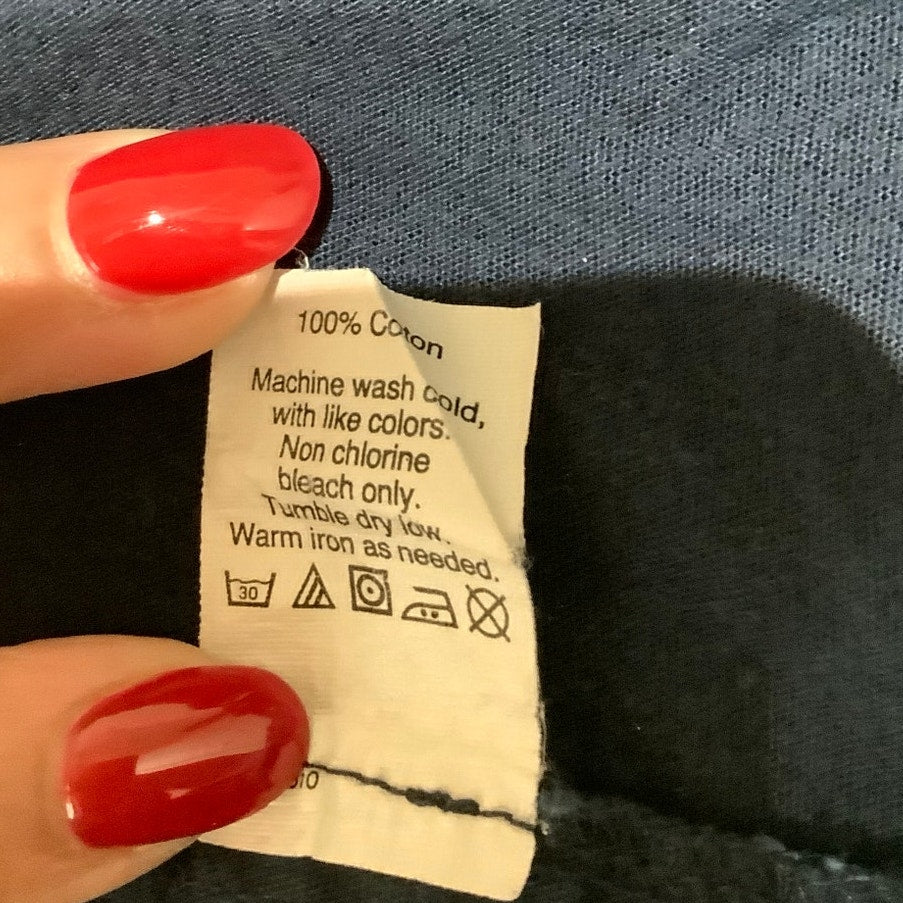 100% Cotton
Machine wash cold,
with like colors.
Non chlorine
bleach only.
Tumble dry low.
Warm iron as needed.
30